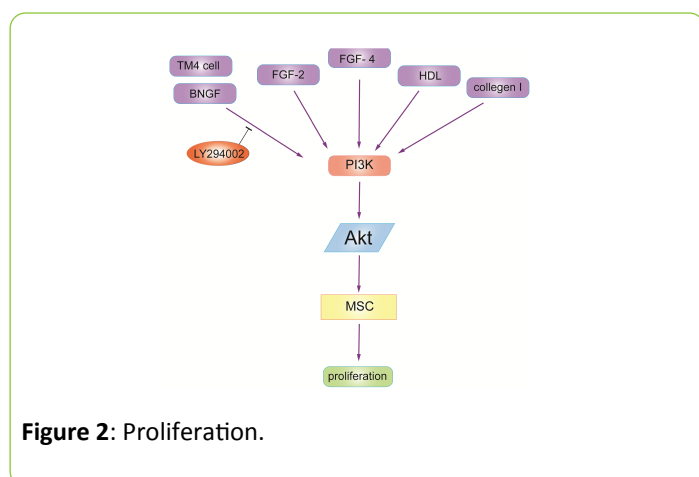 TM4 cell
BNGF
FGF-2
FGF- 4
HDL
collegen I
LY294002
PI3K
Akt
MSC
proliferation
Figure 2: Proliferation.